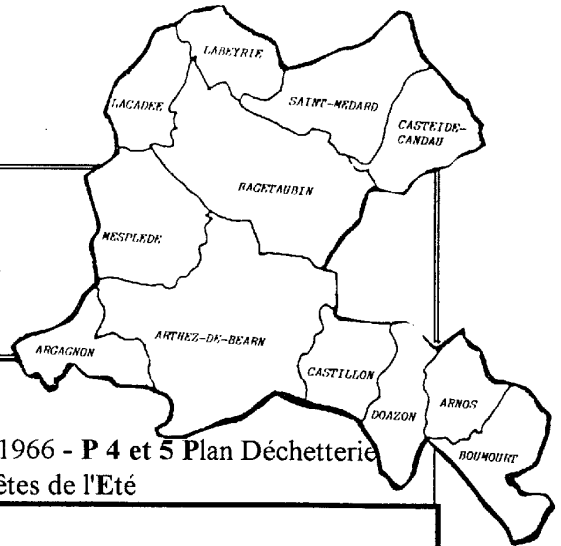 LABEYRIE
LACADEE
SAINT-MEDARD
CASTEIDE-
CANDAU
HAGETAUBIN
MESPLEDE
ARTHEZ-DE-BEARN
ARGAGNON
CASTILLON
DOAZON
ARNOS
BOUMOURT
1966 - P 4 et 5 Plan Déchetterie
êtes de l'Eté